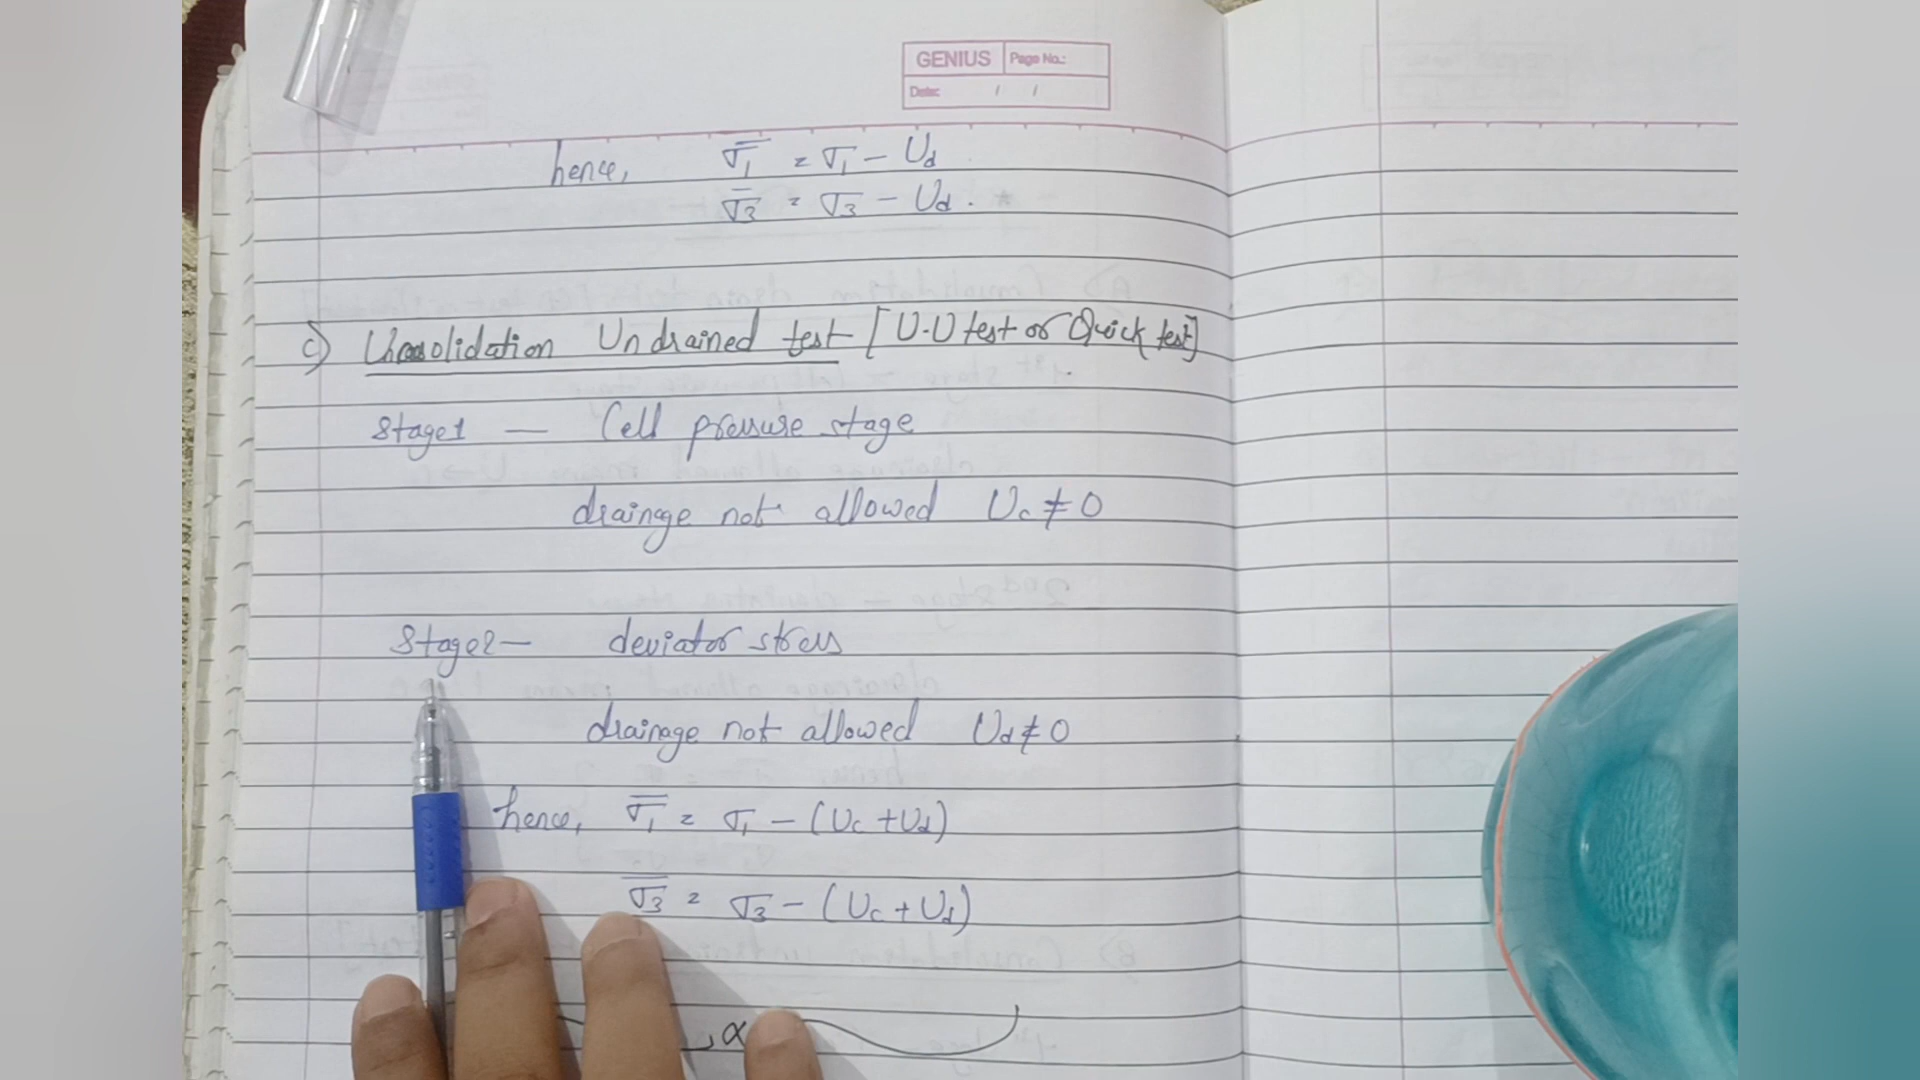 GENIUS Page No.:
Date: / /
hence, σ̅₁ = σ₁ - Ud
σ̅₃ = σ₃ - Ud.
c) Unconsolidation Undrained test [U.U test or Quick test]
Stage1 — Cell pressure stage
drainage not allowed Uc ≠ 0
Stage2 — deviator stress
drainage not allowed Ud ≠ 0
hence, σ̅₁ = σ₁ - (Uc + Ud)
σ̅₃ = σ₃ - (Uc + Ud)